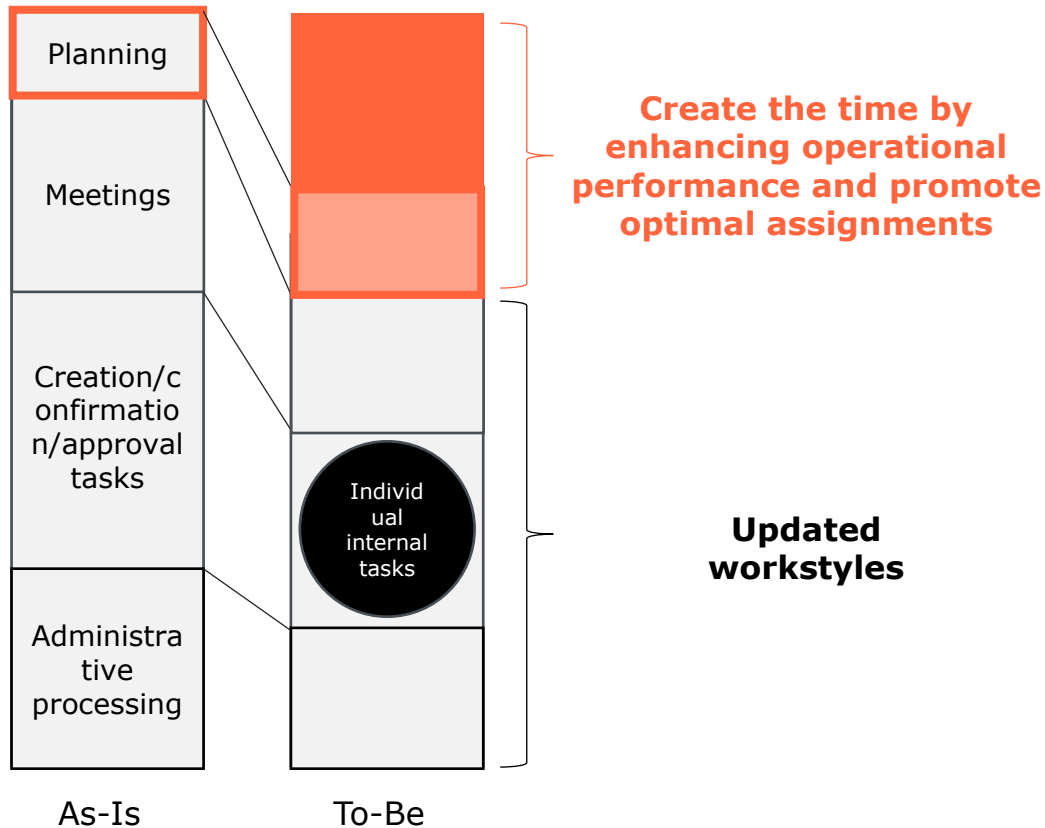 Planning
Meetings
Creation/c
onfirmatio
n/approval
tasks
Administra
tive
processing
As-Is
Individ
ual
internal
tasks
To-Be
Create the time by
enhancing operational
performance and promote
optimal assignments
Updated
workstyles